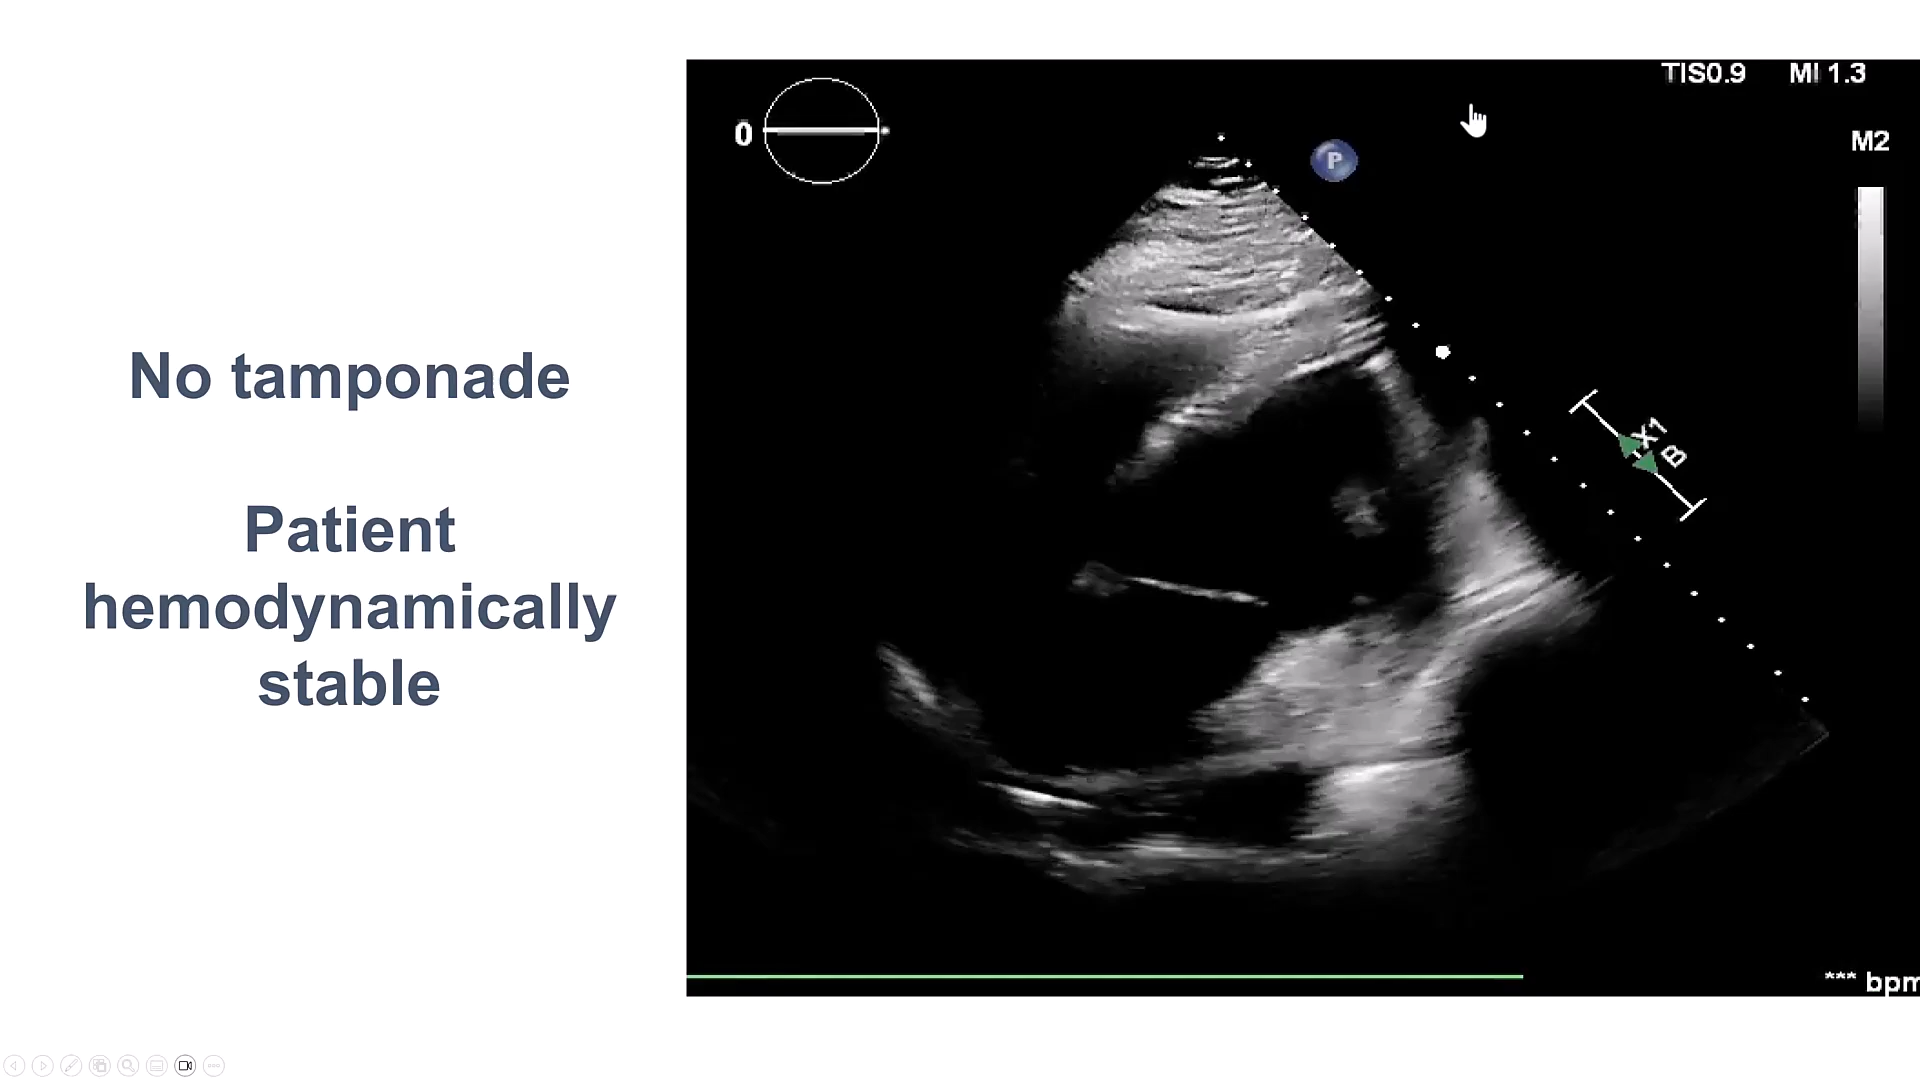 No tamponade
Patient
hemodynamically
stable
TIS0.9 MI 1.3
M2
0
P
X1
B
*** bpm